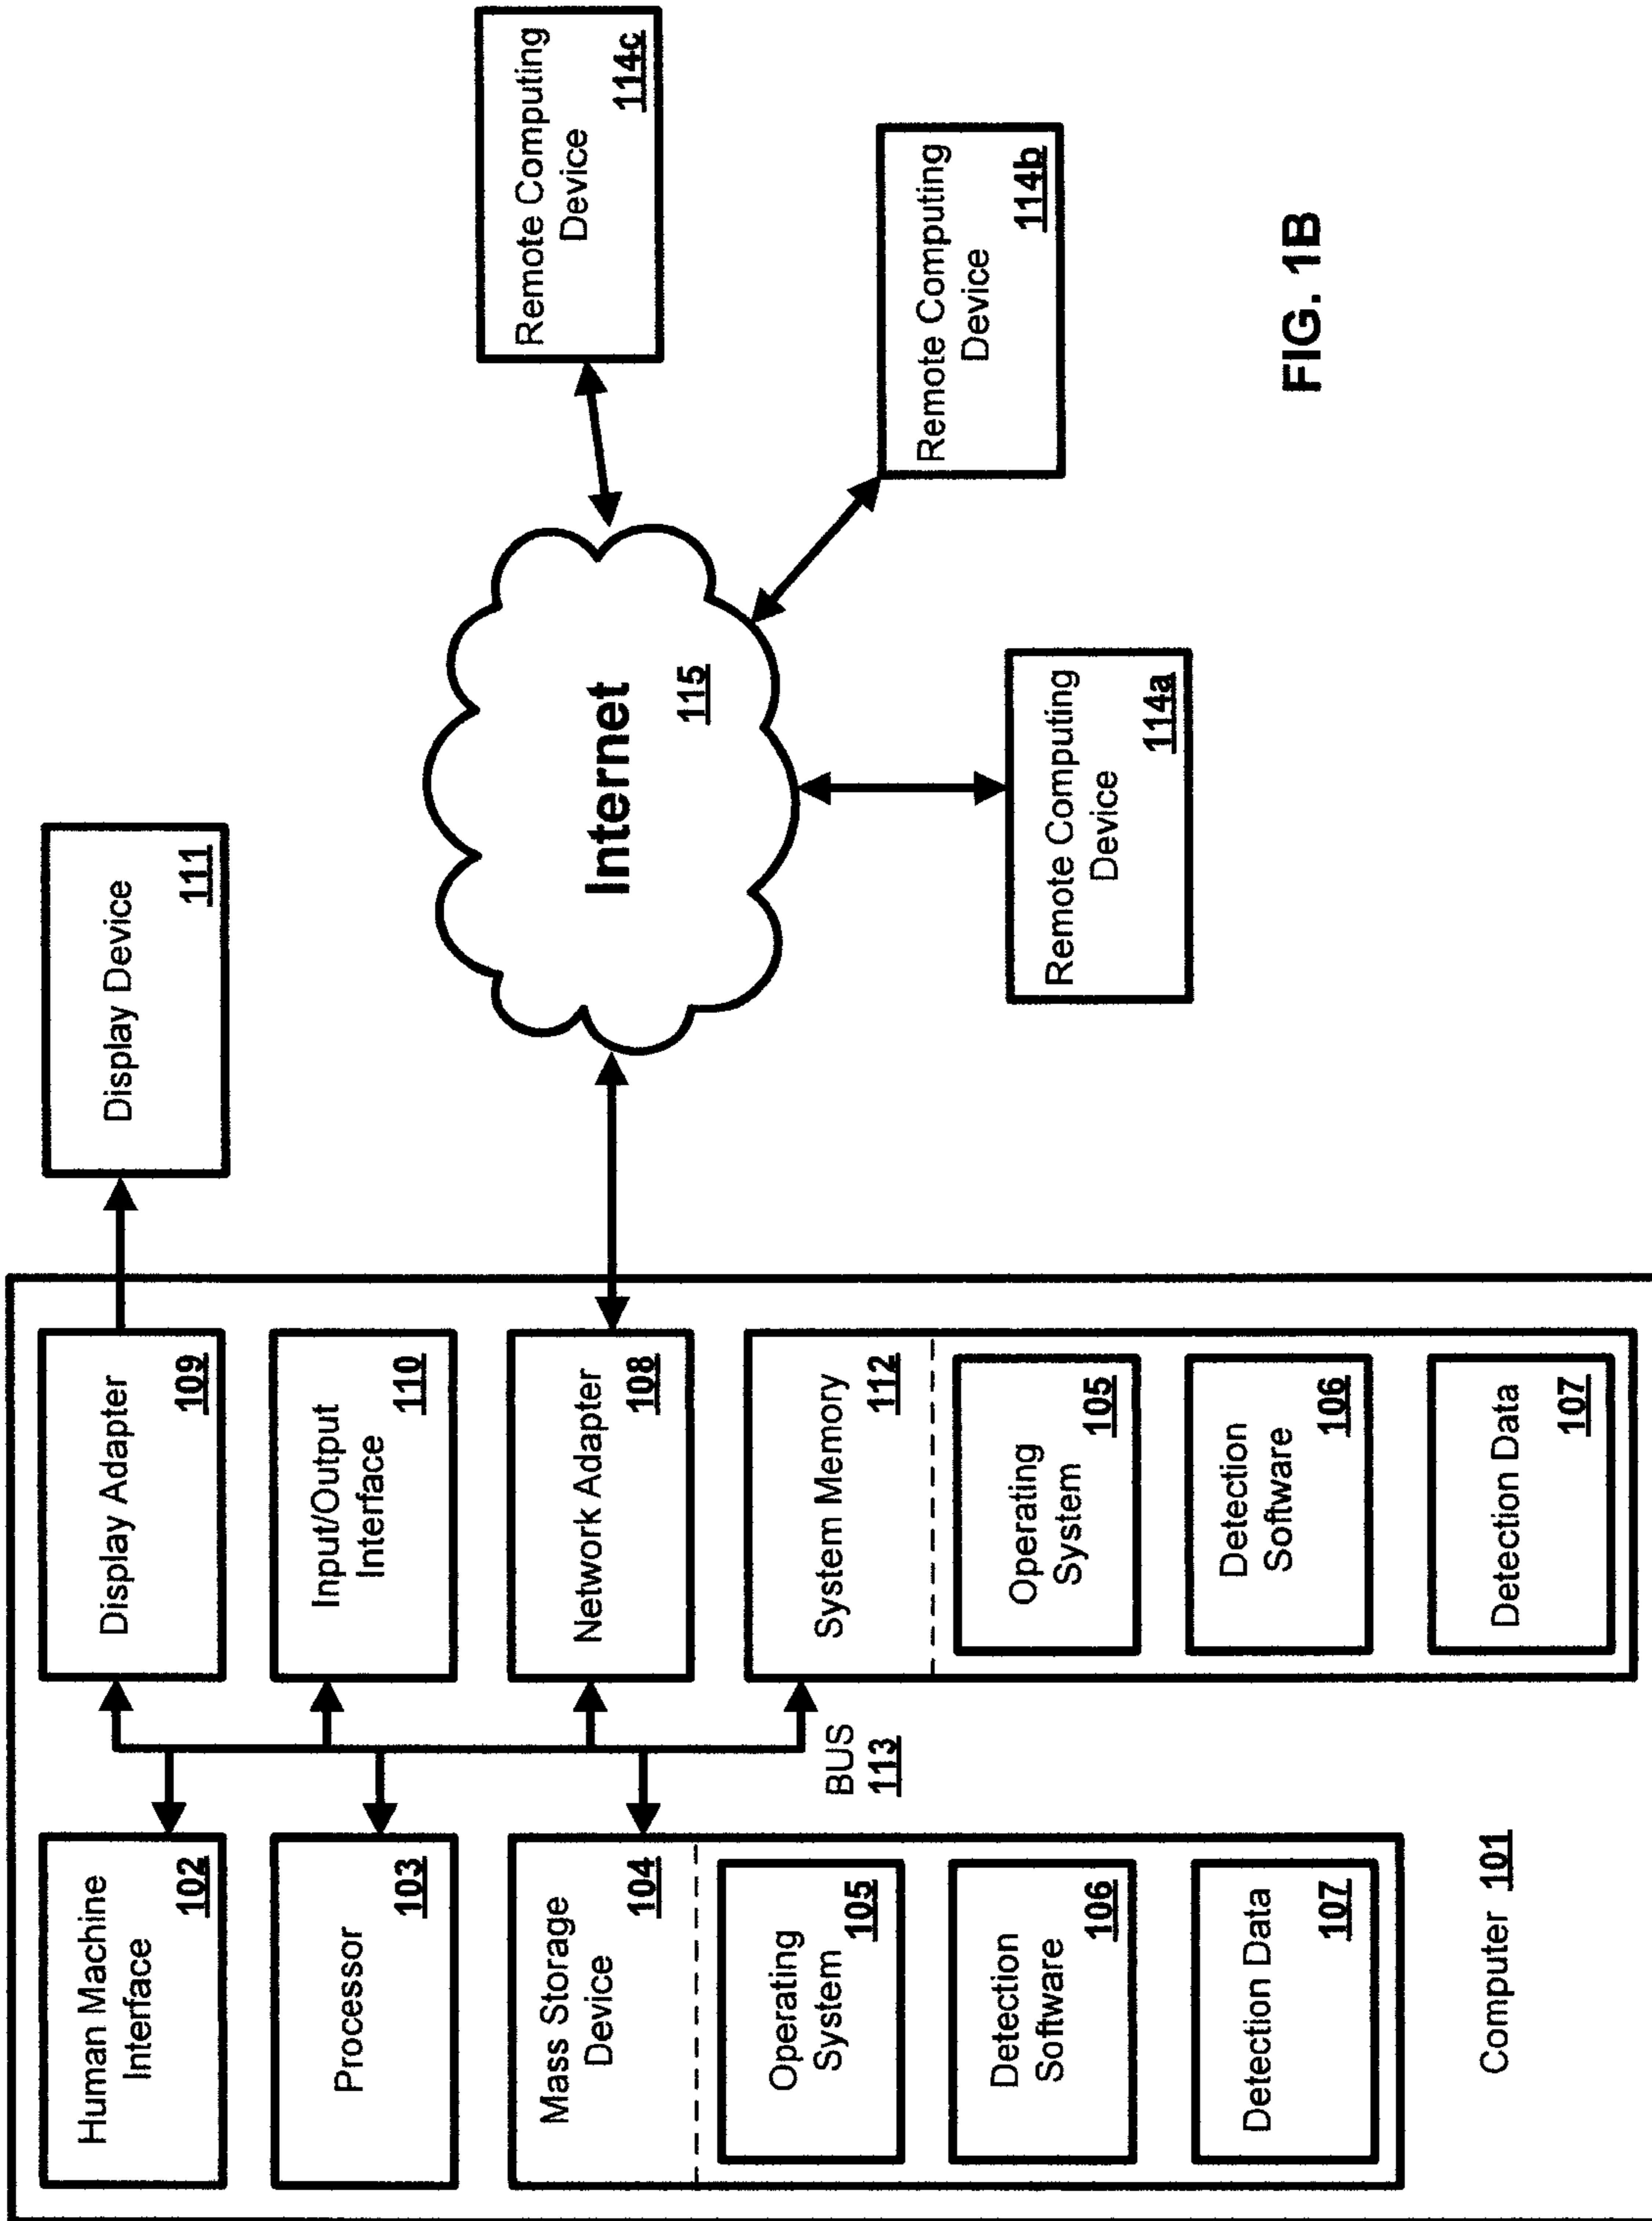 Human Machine
Interface
102
Processor
103
Mass Storage
Device
104
Operating
System
105
Detection
Software
106
Detection Data
107
Computer 101
BUS
113
Display Adapter
109
Input/Output
Interface
110
Network Adapter
108
System Memory
112
Operating
System
105
Detection
Software
106
Detection Data
107
Display Device
111
Internet
115
Remote Computing
Device
114a
Remote Computing
Device
114b
Remote Computing
Device
114c
FIG. 1B